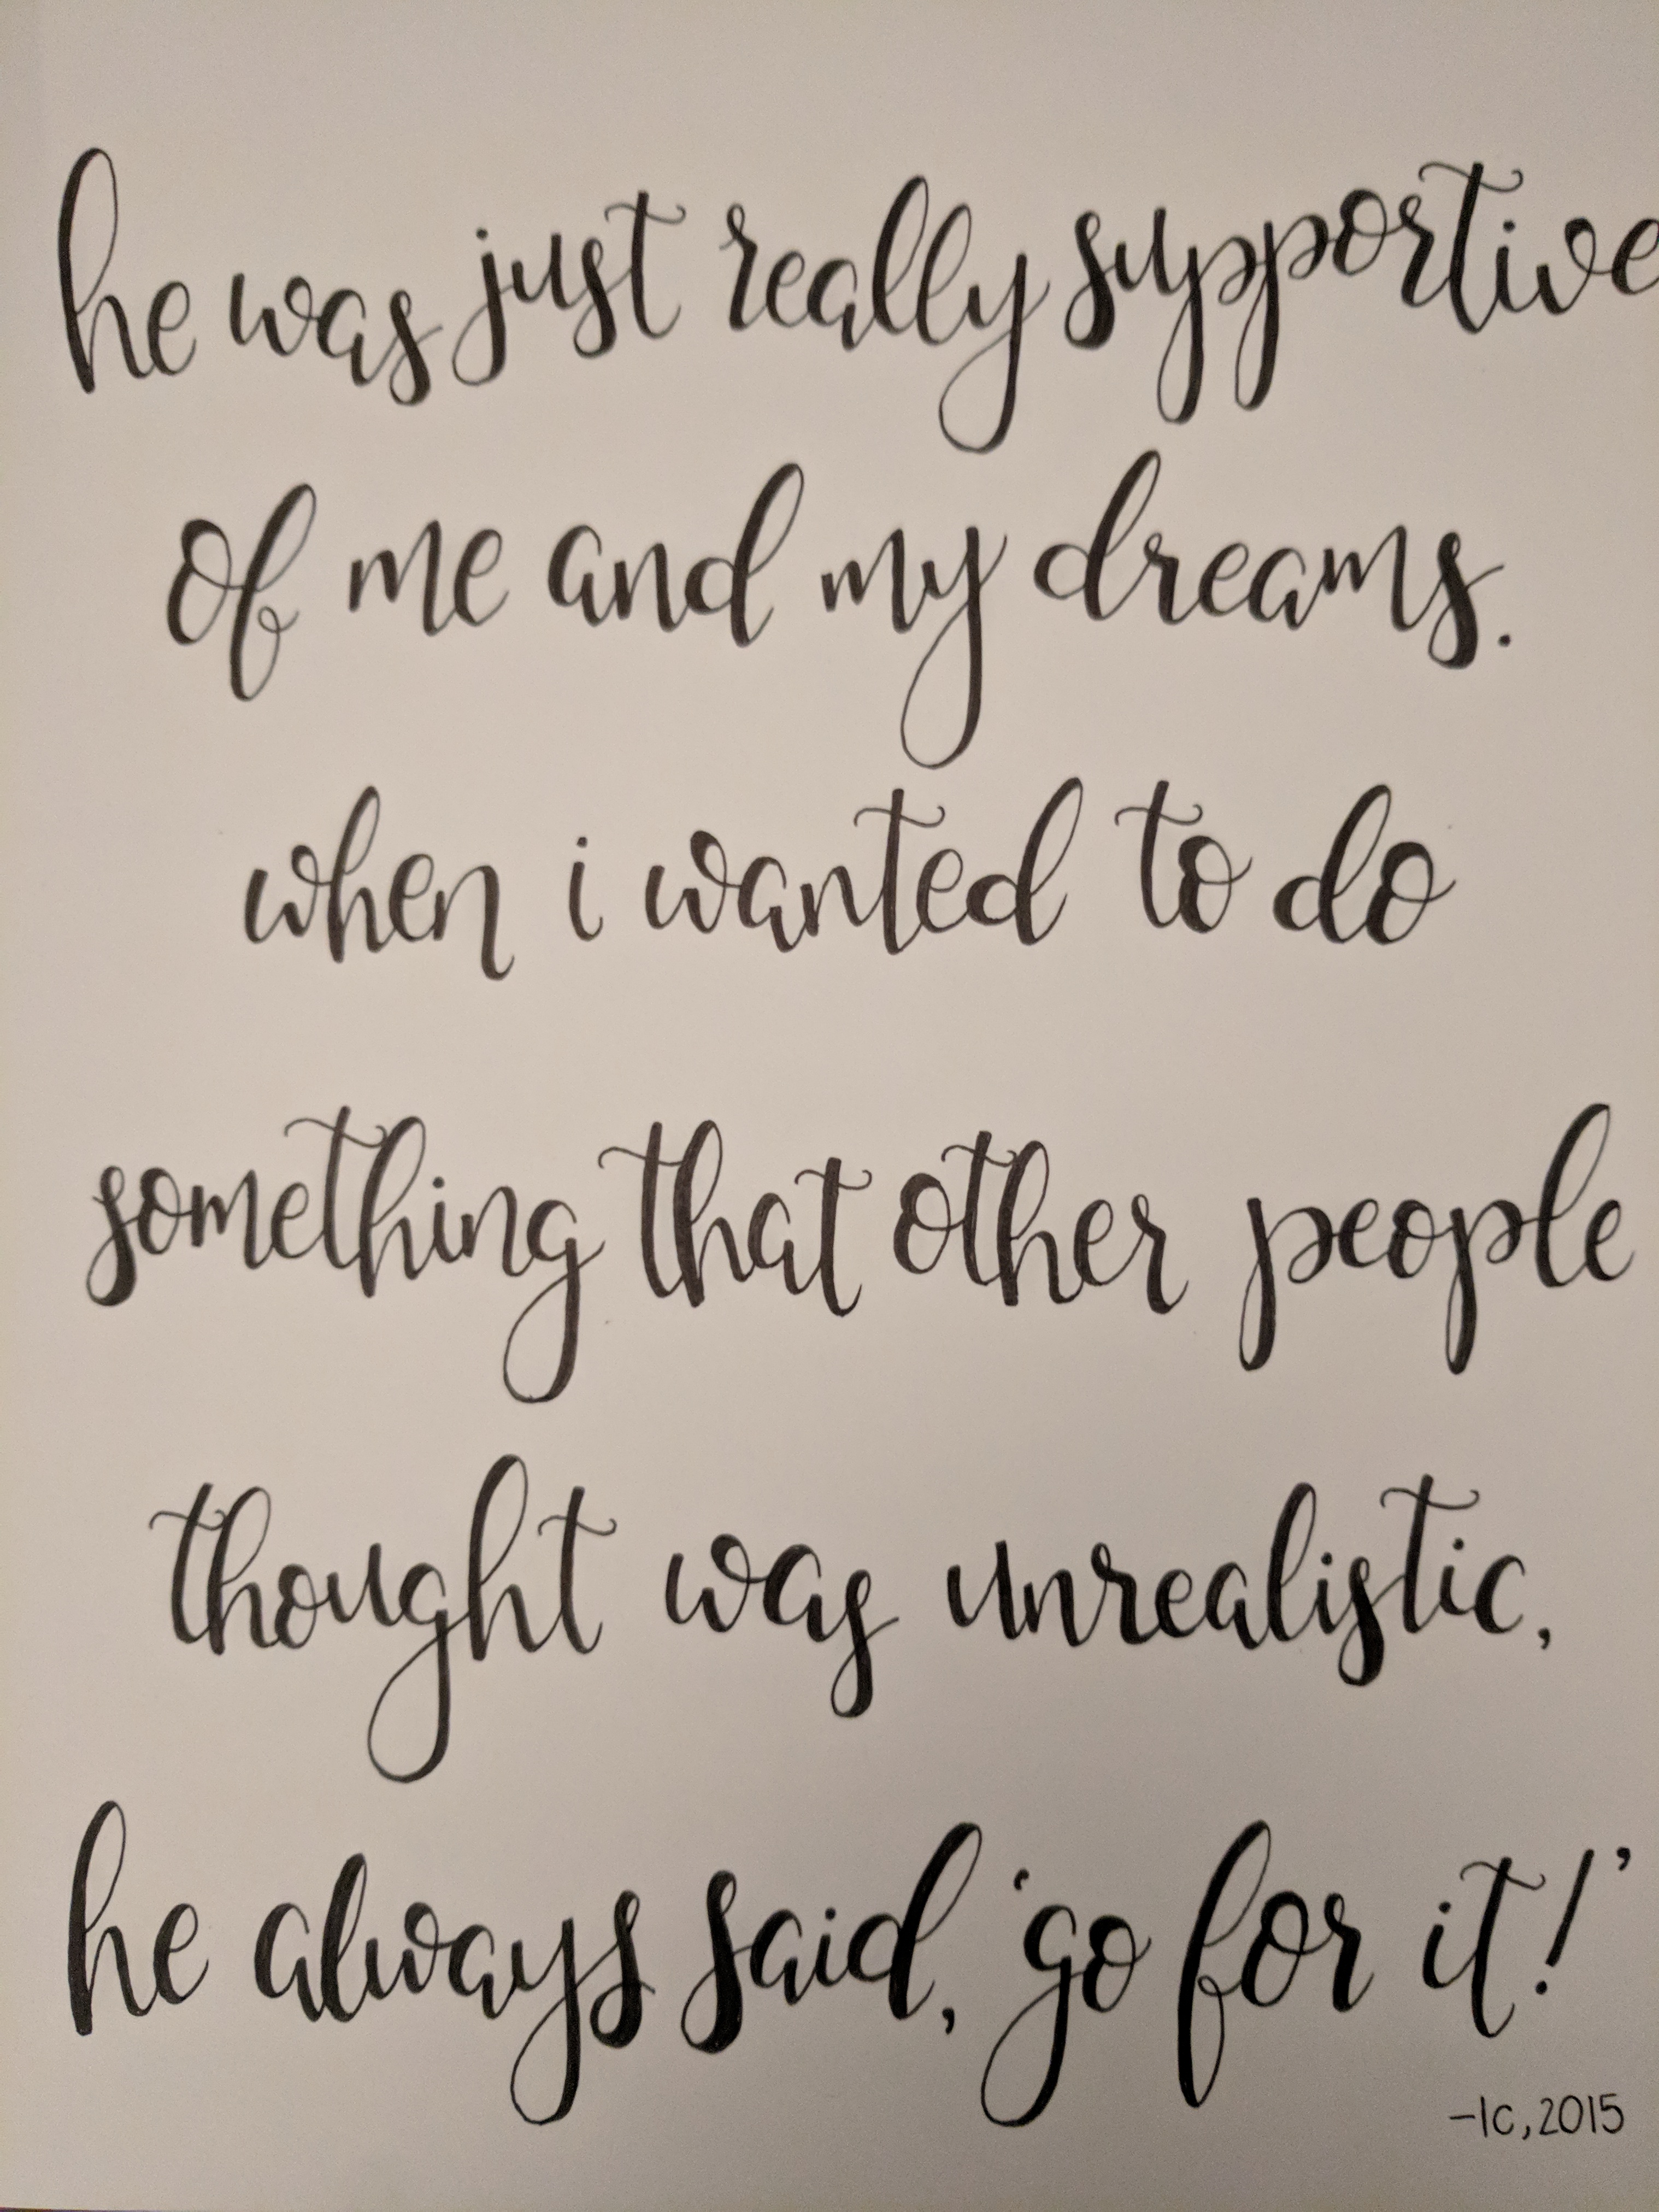 he was just really supportive
of me and my dreams.
when i wanted to do
something that other people
thought was unrealistic,
he always said, 'go for it!'
-lc, 2015